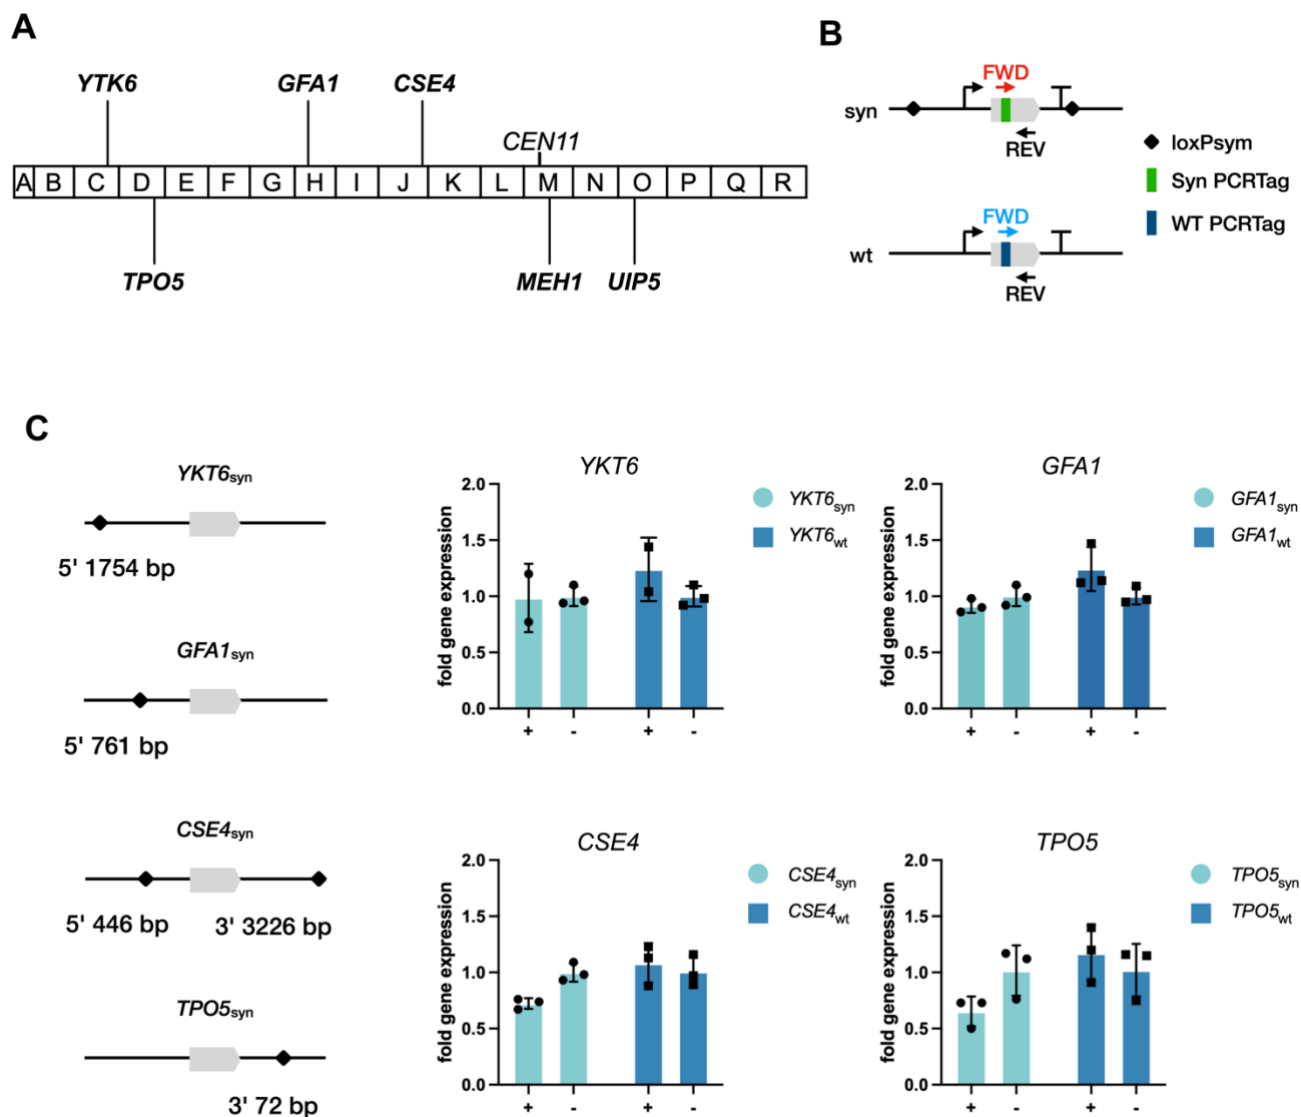 A
YTK6
GFA1
CSE4
CEN11
A B C D E F G H I J K L M N O P Q R
TPO5
MEH1
UIP5
B
FWD
syn
REV
FWD
wt
REV
loxPsym
Syn PCRTag
WT PCRTag
C
YKT6syn
5' 1754 bp
GFA1syn
5' 761 bp
CSE4syn
5' 446 bp 3' 3226 bp
TPO5syn
3' 72 bp
YKT6
fold gene expression
2.0
1.5
1.0
0.5
0.0
+ - + -
YKT6syn
YKT6wt
GFA1
fold gene expression
2.0
1.5
1.0
0.5
0.0
+ - + -
GFA1syn
GFA1wt
CSE4
fold gene expression
2.0
1.5
1.0
0.5
0.0
+ - + -
CSE4syn
CSE4wt
TPO5
fold gene expression
2.0
1.5
1.0
0.5
0.0
+ - + -
TPO5syn
TPO5wt